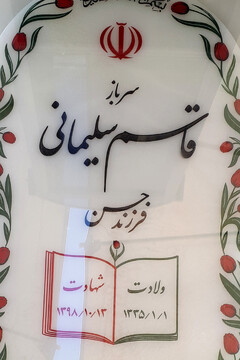 سرباز
قاسم سلیمانی
فرزند حسن
ولادت
۱۳۳۵/۱/۱
شهادت
۱۳۹۸/۱۰/۱۳